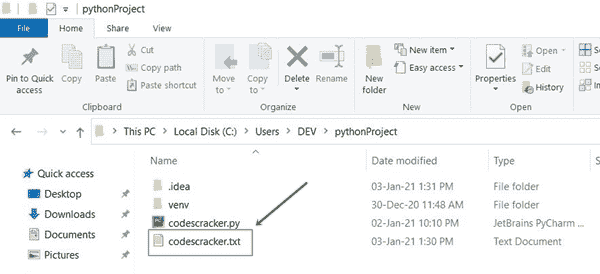 pythonProject
File Home Share View
Pin to Quick access
Copy
Paste
Cut
Copy path
Paste shortcut
Clipboard
Move to
Copy to
Delete
Rename
Organize
New folder
New item
Easy access
New
Properties
Open
Edit
History
Open
This PC > Local Disk (C:) > Users > DEV > pythonProject
Quick access
Desktop
Downloads
Documents
Pictures
Name Date modified Type
.idea 03-Jan-21 1:31 PM File folder
venv 30-Dec-20 11:48 AM File folder
codescracker.py 02-Jan-21 10:10 PM JetBrains PyCharm ...
codescracker.txt 03-Jan-21 1:30 PM Text Document